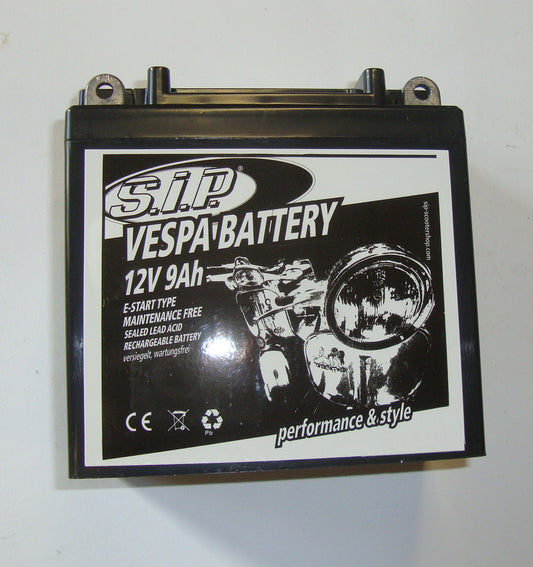 S.i.P.®
VESPA BATTERY
12V 9Ah
E-START TYPE
MAINTENANCE FREE
SEALED LEAD ACID
RECHARGEABLE BATTERY
versiegelt, wartungsfrei
sip-scootershop.com
CE
Pb
performance & style